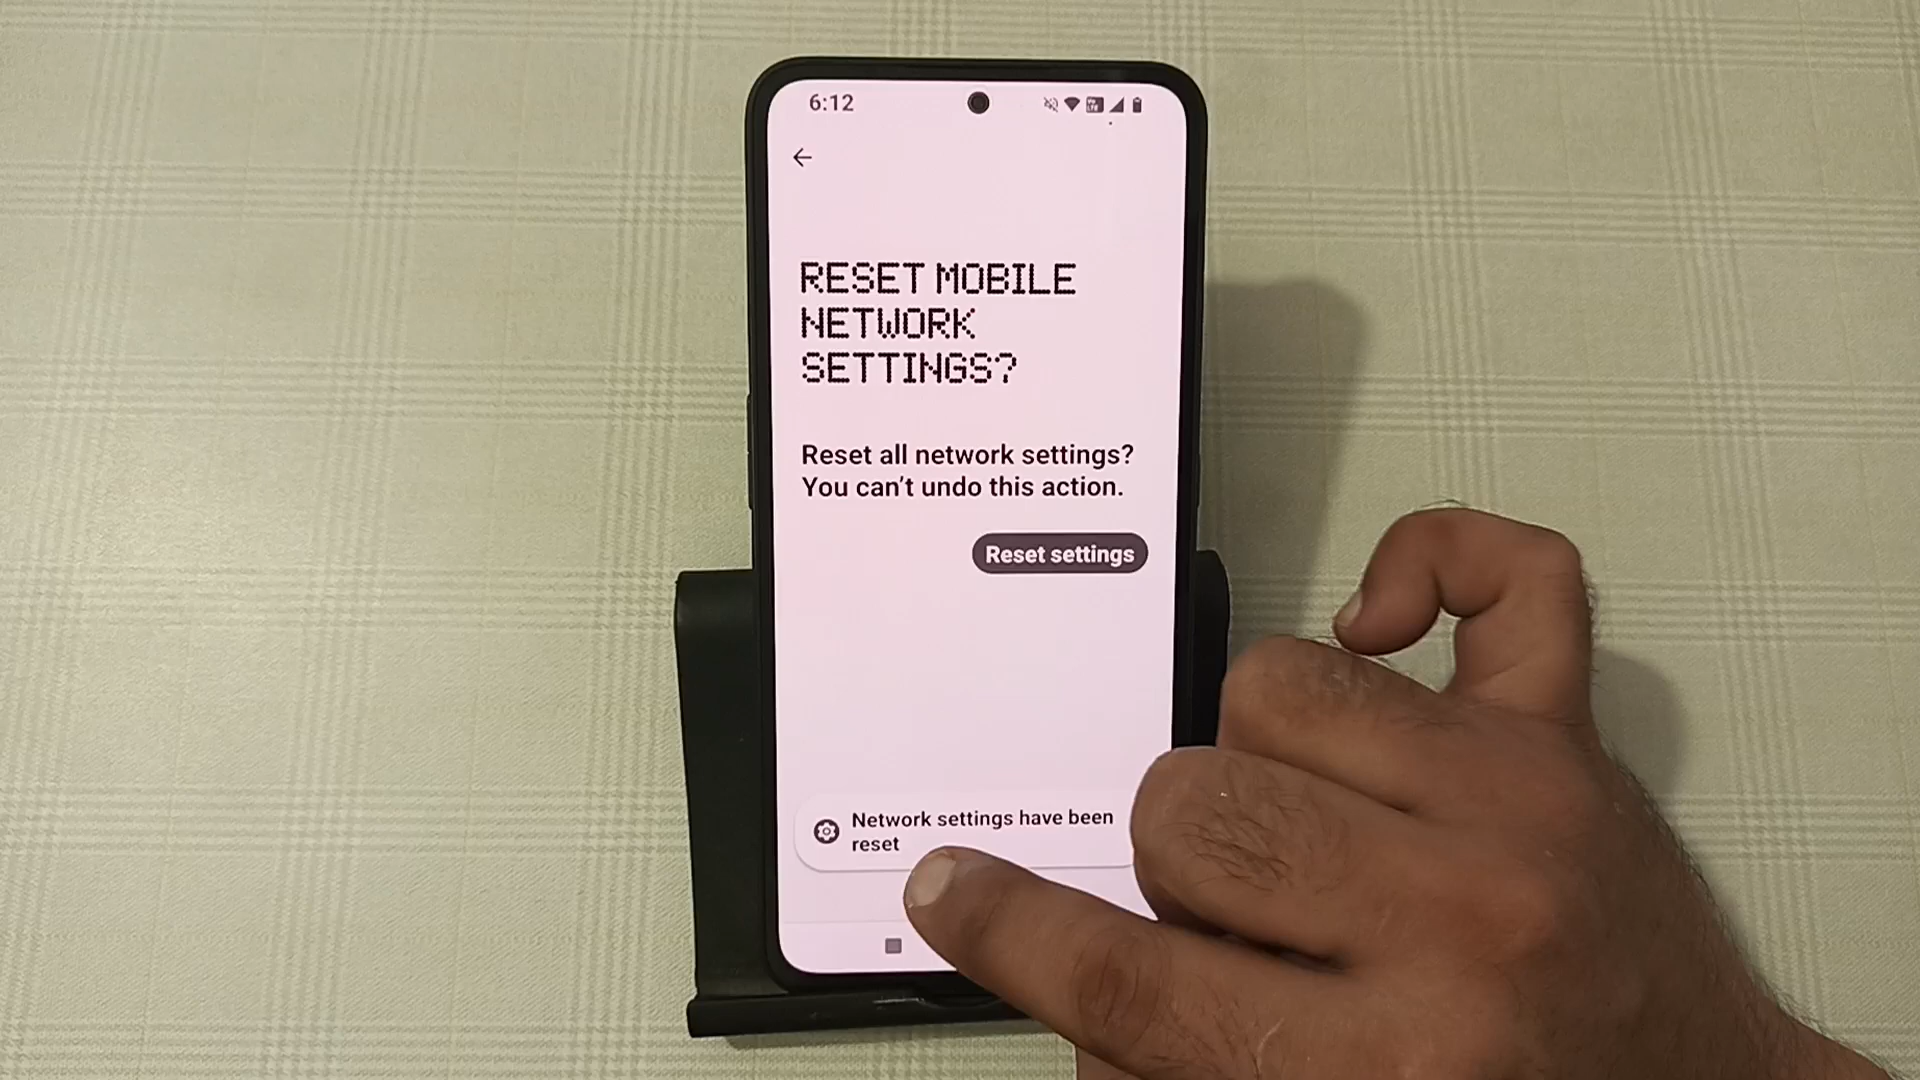 6:12
RESET MOBILE
NETWORK
SETTINGS?
Reset all network settings?
You can't undo this action.
Reset settings
Network settings have been
reset